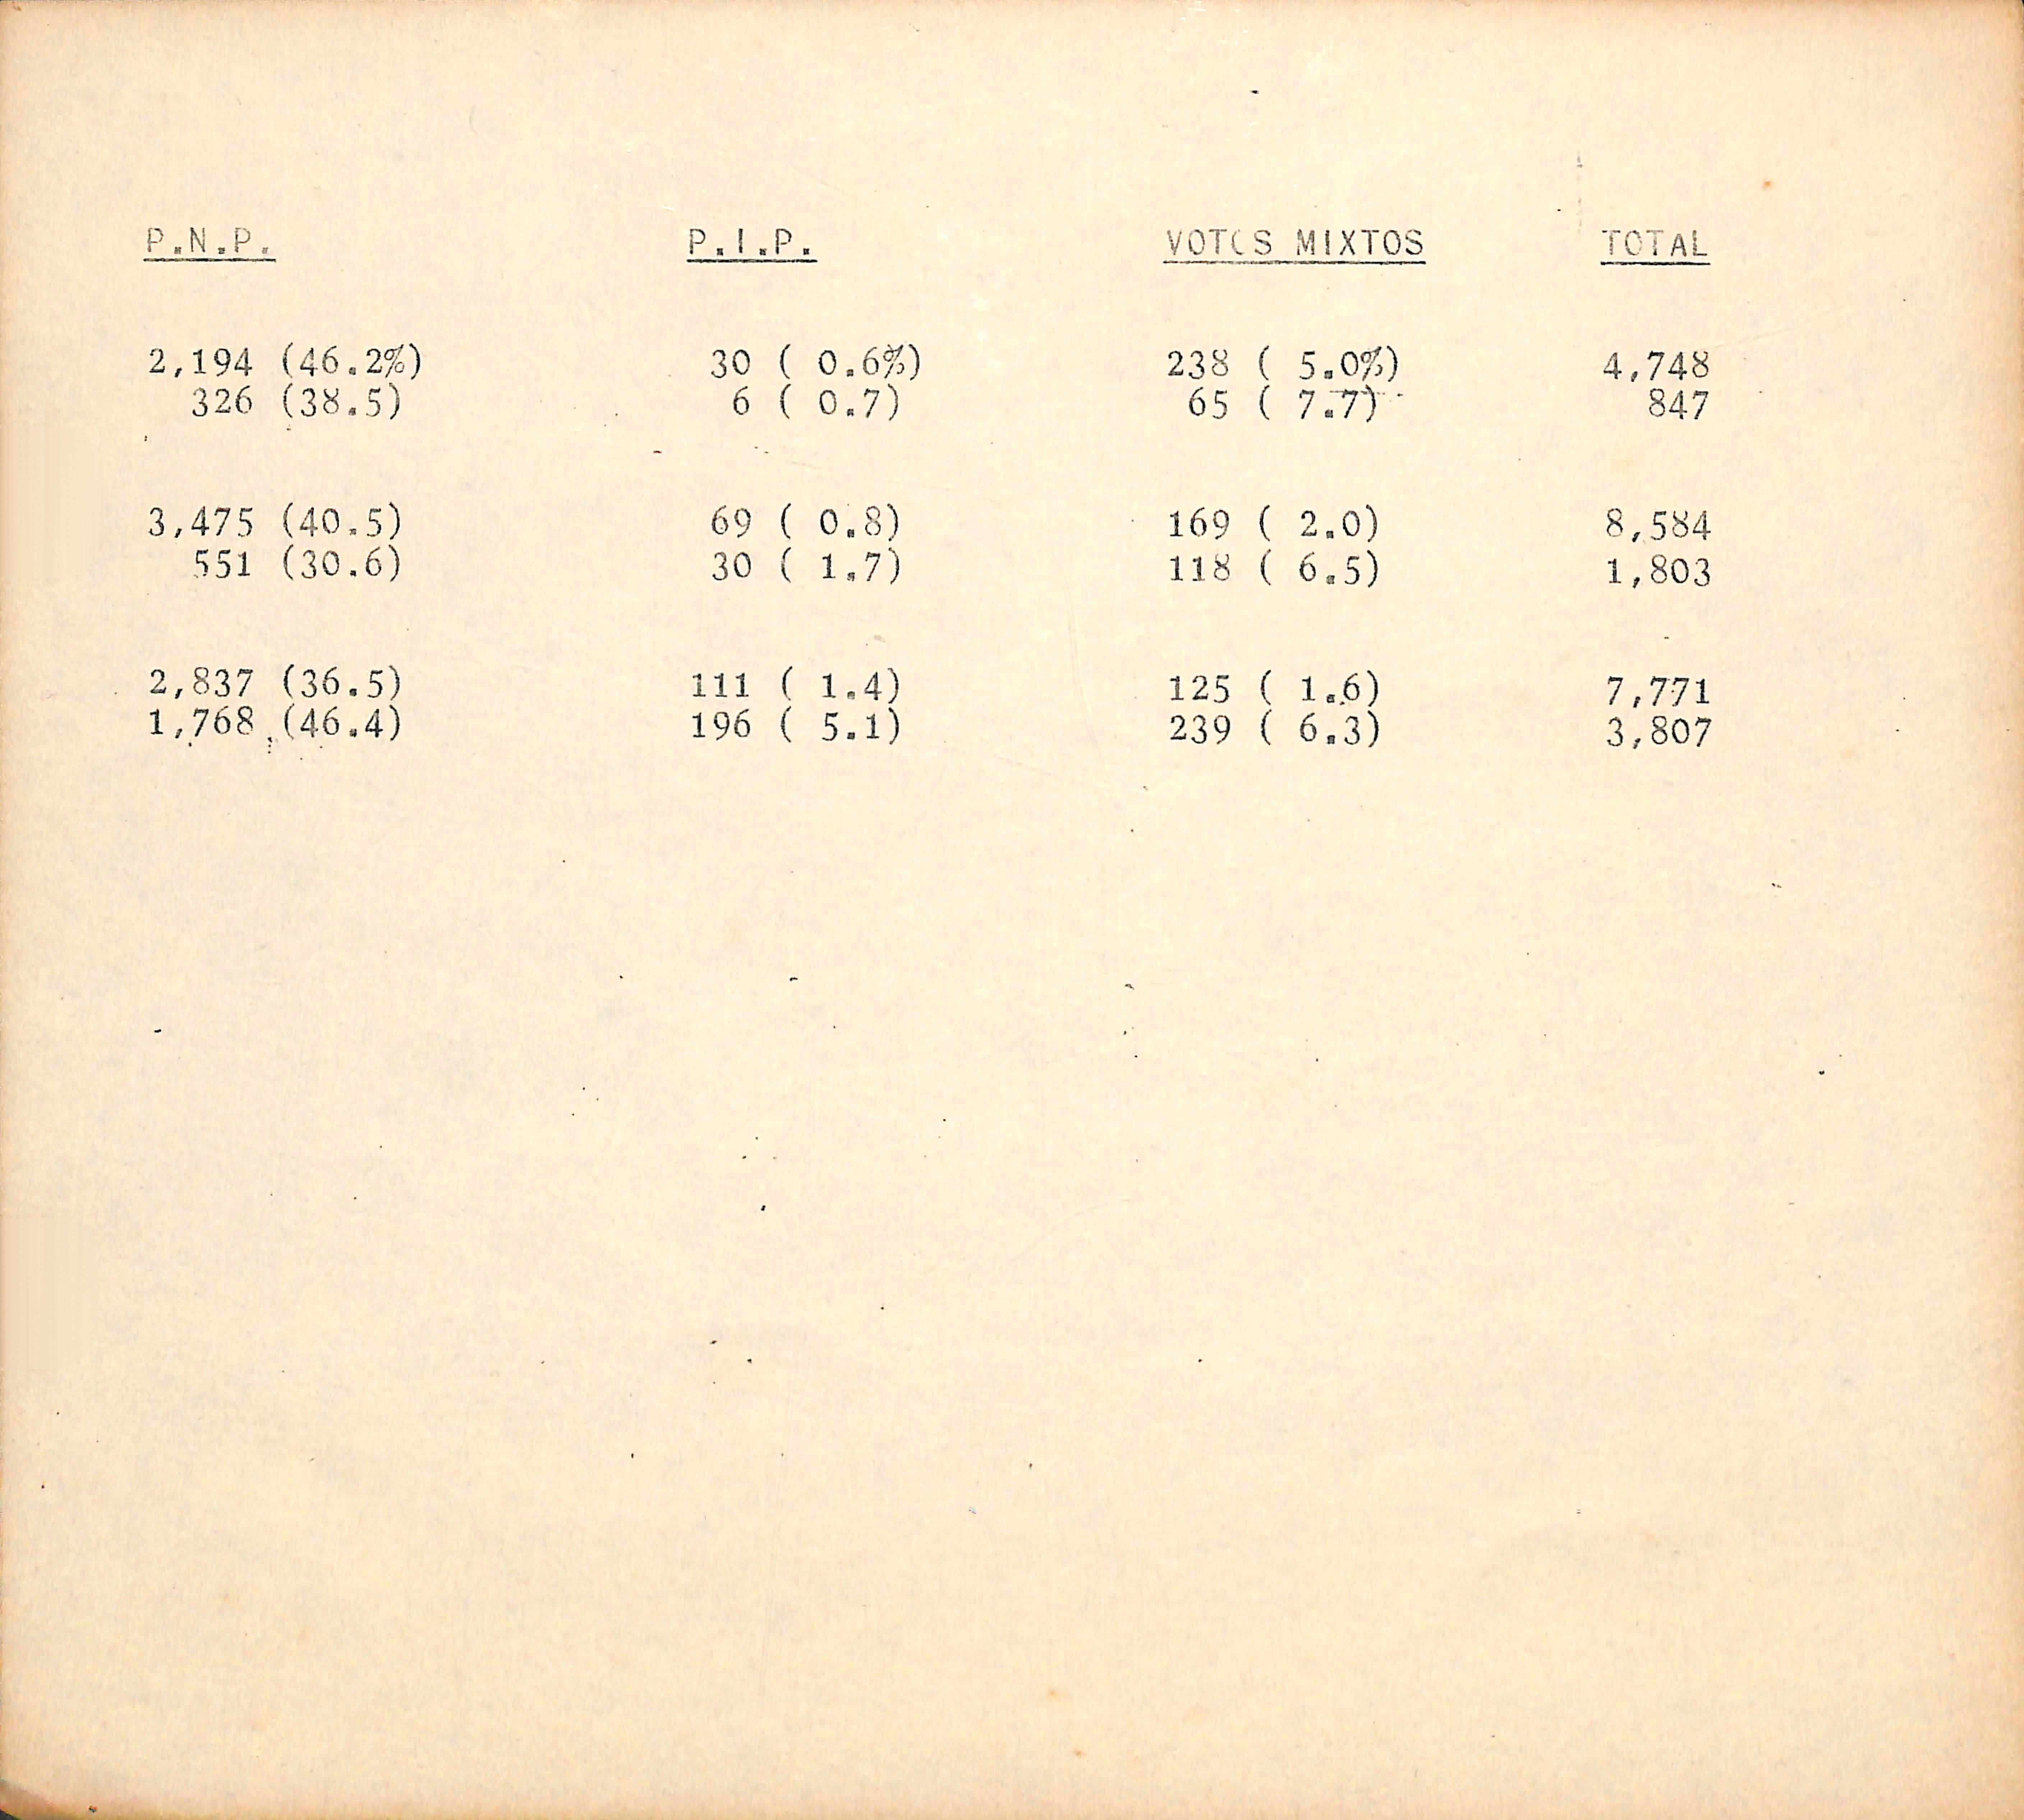 P.N.P. P.I.P. VOTOS MIXTOS TOTAL
2,194 (46.2%) 30 ( 0.6%) 238 ( 5.0%) 4,748
326 (38.5) 6 ( 0.7) 65 ( 7.7) 847
3,475 (40.5) 69 ( 0.8) 169 ( 2.0) 8,584
551 (30.6) 30 ( 1.7) 118 ( 6.5) 1,803
2,837 (36.5) 111 ( 1.4) 125 ( 1.6) 7,771
1,768 (46.4) 196 ( 5.1) 239 ( 6.3) 3,807